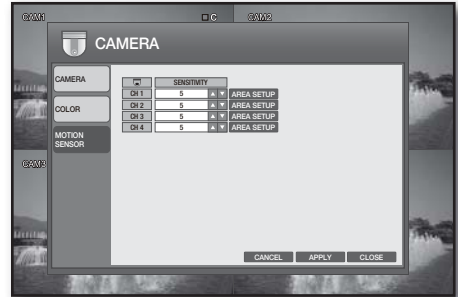 CAM1 C CAM2
CAMERA
CAMERA
SENSITIVITY
CH 1 5 AREA SETUP
CH 2 5 AREA SETUP
CH 3 5 AREA SETUP
CH 4 5 AREA SETUP
COLOR
MOTION
SENSOR
CAM3
CANCEL APPLY CLOSE